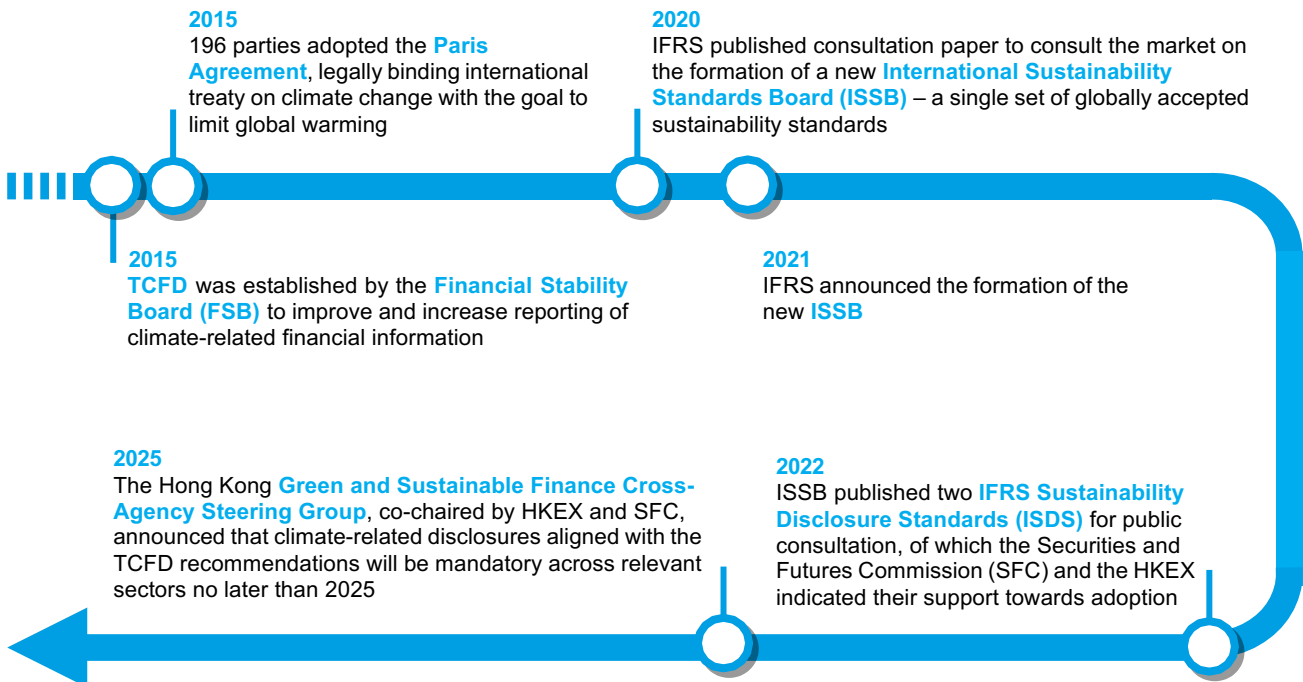 2015
196 parties adopted the Paris
Agreement, legally binding international
treaty on climate change with the goal to
limit global warming
2020
IFRS published consultation paper to consult the market on
the formation of a new International Sustainability
Standards Board (ISSB) – a single set of globally accepted
sustainability standards
2015
TCFD was established by the Financial Stability
Board (FSB) to improve and increase reporting of
climate-related financial information
2021
IFRS announced the formation of the
new ISSB
2022
ISSB published two IFRS Sustainability
Disclosure Standards (ISDS) for public
consultation, of which the Securities and
Futures Commission (SFC) and the HKEX
indicated their support towards adoption
2025
The Hong Kong Green and Sustainable Finance Cross-
Agency Steering Group, co-chaired by HKEX and SFC,
announced that climate-related disclosures aligned with the
TCFD recommendations will be mandatory across relevant
sectors no later than 2025